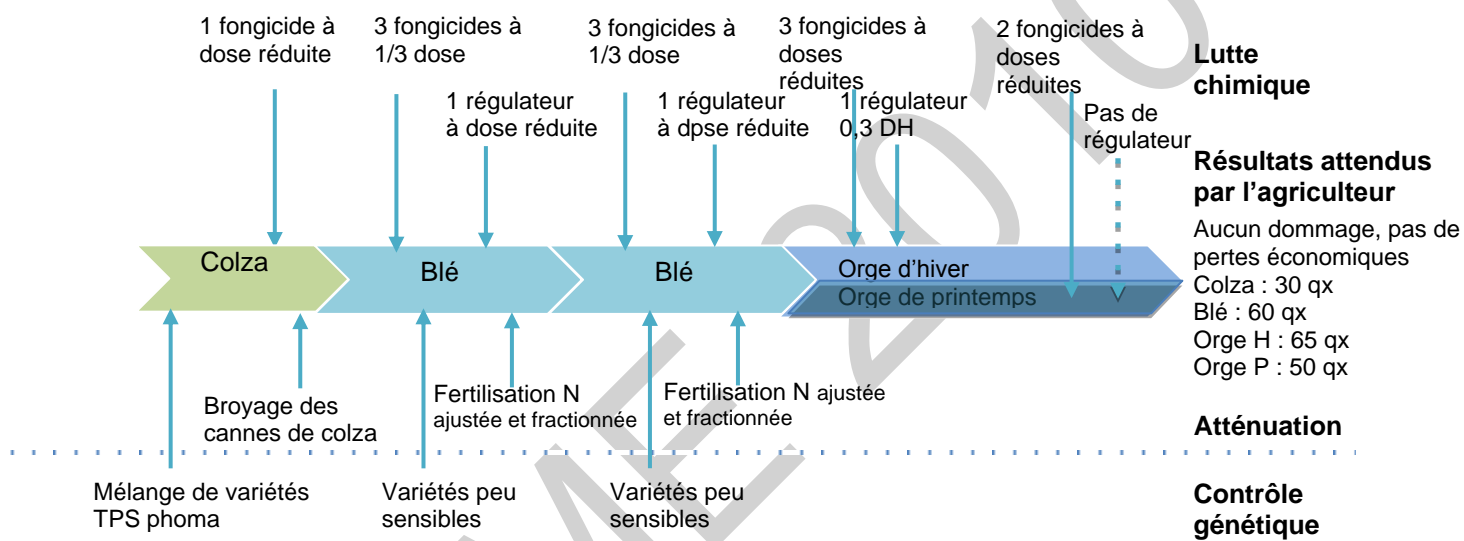 1 fongicide à
dose réduite
3 fongicides à
1/3 dose
3 fongicides à
1/3 dose
3 fongicides à
doses
réduites
2 fongicides à
doses
réduites
Lutte
chimique
1 régulateur
à dose réduite
1 régulateur
à dpse réduite
1 régulateur
0,3 DH
Pas de
régulateur
Résultats attendus
par l'agriculteur
Aucun dommage, pas de
pertes économiques
Colza : 30 qx
Blé : 60 qx
Orge H : 65 qx
Orge P : 50 qx
Colza
Blé
Blé
Orge d'hiver
Orge de printemps
Broyage des
cannes de colza
Fertilisation N
ajustée et fractionnée
Fertilisation N ajustée
et fractionnée
Atténuation
Mélange de variétés
TPS phoma
Variétés peu
sensibles
Variétés peu
sensibles
Contrôle
génétique